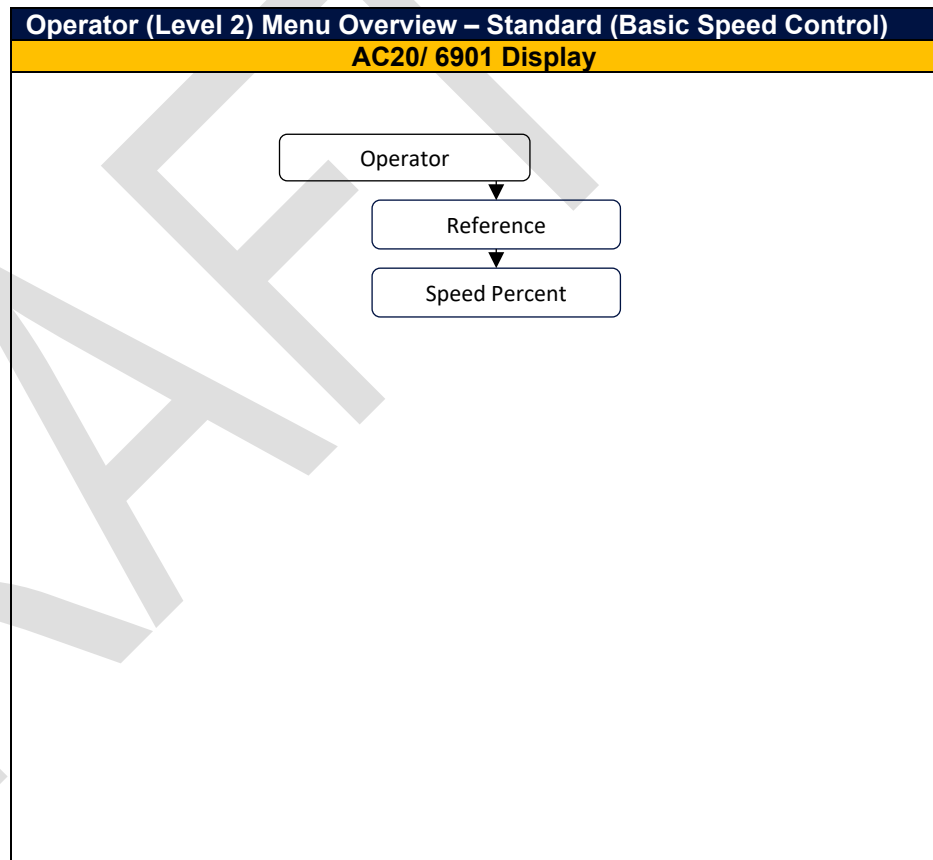 Operator (Level 2) Menu Overview – Standard (Basic Speed Control)
AC20/ 6901 Display
Operator
Reference
Speed Percent